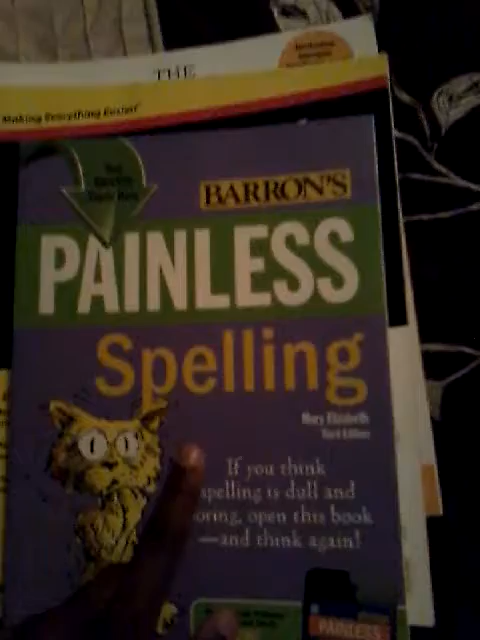 THE
Making Everything Easier!
BARRON'S
PAINLESS
Spelling
Mary Elizabeth
Third Edition
If you think
spelling is dull and
oring, open this book
—and think again!
PAINLESS